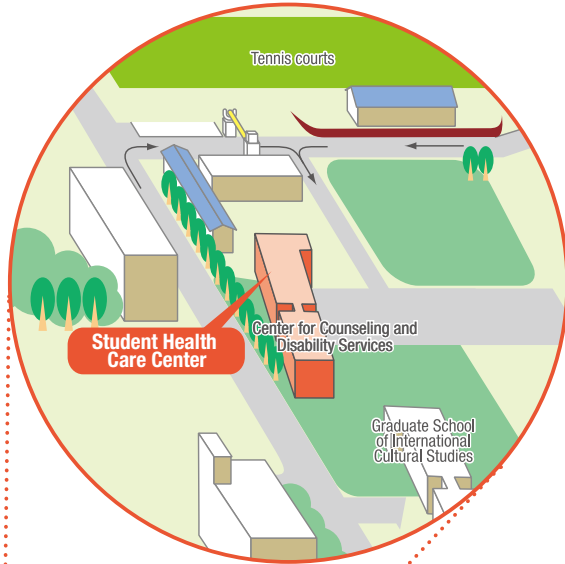 Tennis courts
Student Health
Care Center
Center for Counseling and
Disability Services
Graduate School
of International
Cultural Studies